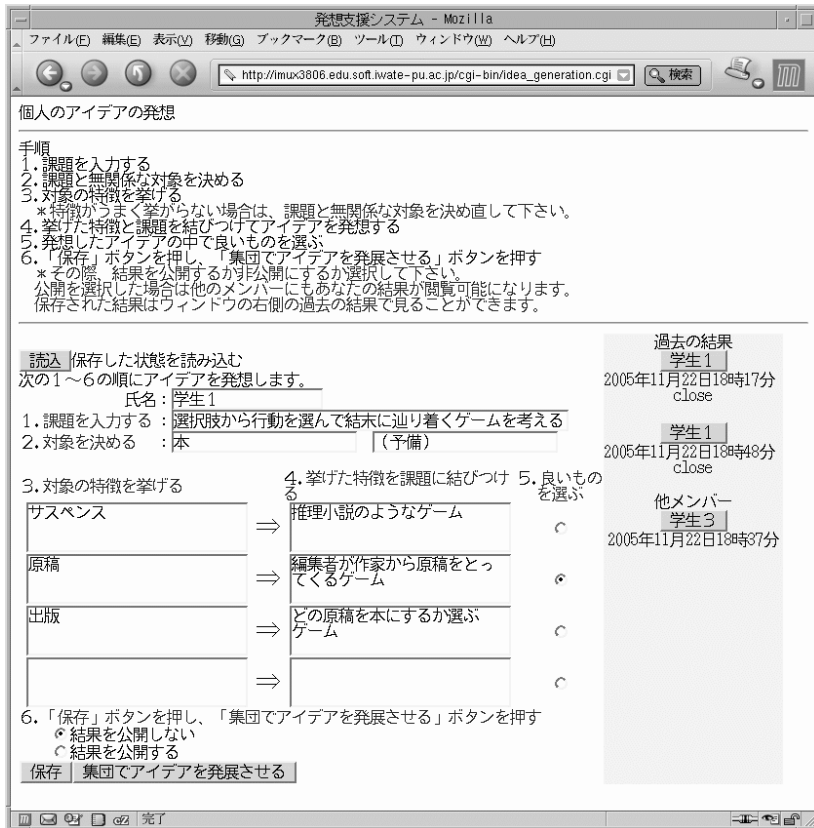 発想支援システム - Mozilla
ファイル(F) 編集(E) 表示(V) 移動(G) ブックマーク(B) ツール(T) ウィンドウ(W) ヘルプ(H)
http://imux3806.edu.soft.iwate-pu.ac.jp/cgi-bin/idea_generation.cgi 検索
個人のアイデアの発想
手順
1.課題を入力する
2.課題と無関係な対象を決める
3.対象の特徴を挙げる
*特徴がうまく挙がらない場合は、課題と無関係な対象を決め直して下さい。
4.挙げた特徴と課題を結びつけてアイデアを発想する
5.発想したアイデアの中で良いものを選ぶ
6.「保存」ボタンを押し、「集団でアイデアを発展させる」ボタンを押す
*その際、結果を公開するか非公開にするか選択して下さい。
公開を選択した場合は他のメンバーにもあなたの結果が閲覧可能になります。
保存された結果はウィンドウの右側の過去の結果で見ることができます。
読込 保存した状態を読み込む
次の1~6の順にアイデアを発想します。
氏名:学生1
1.課題を入力する :選択肢から行動を選んで結末に辿り着くゲームを考える
2.対象を決める :本 (予備)
3.対象の特徴を挙げる
4.挙げた特徴を課題に結びつけ
る
5.良いもの
を選ぶ
サスペンス
⇒
推理小説のようなゲーム
原稿
⇒
編集者が作家から原稿をとっ
てくるゲーム
出版
⇒
どの原稿を本にするか選ぶ
ゲーム
⇒
6.「保存」ボタンを押し、「集団でアイデアを発展させる」ボタンを押す
結果を公開しない
結果を公開する
保存 集団でアイデアを発展させる
過去の結果
学生1
2005年11月22日18時17分
close
学生1
2005年11月22日18時48分
close
他メンバー
学生3
2005年11月22日18時37分
完了